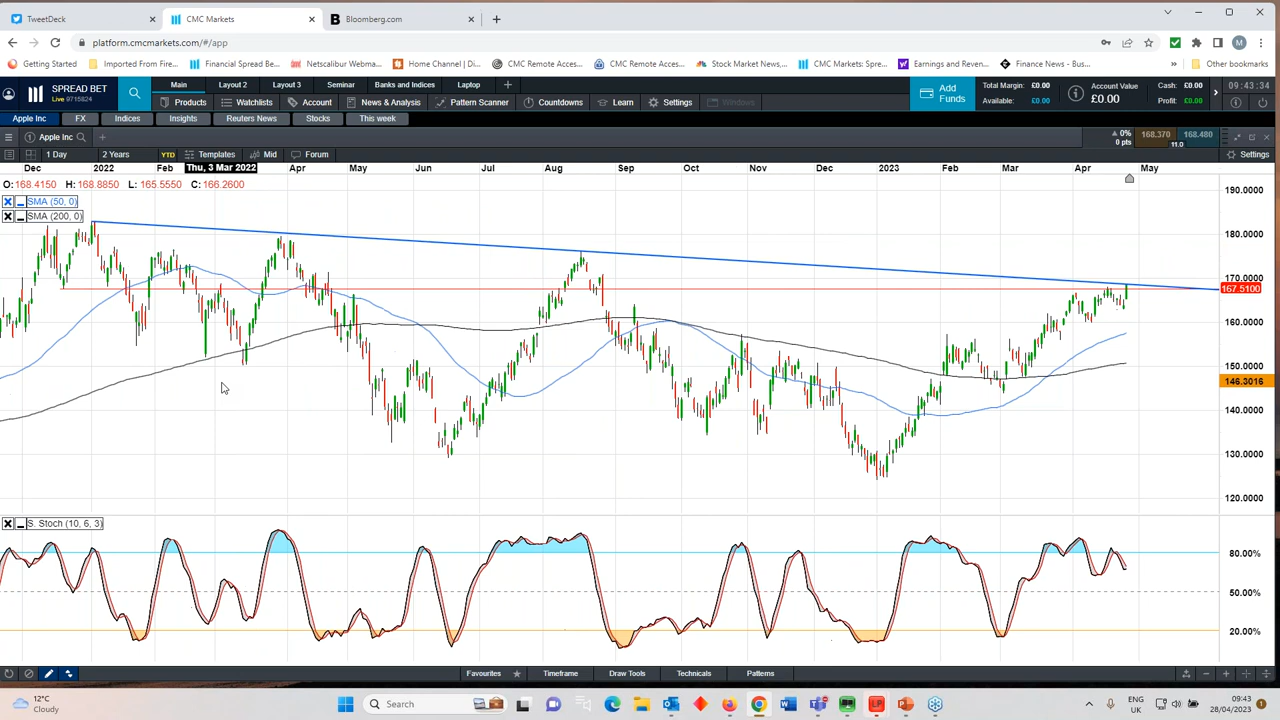 TweetDeck
CMC Markets
Bloomberg.com
platform.cmcmarkets.com/#/app
Getting Started
Imported From Fire...
Financial Spread Be...
Netscalibur Webmail
Home Channel | Di...
CMC Remote Acces...
CMC Remote Acces...
Stock Market News,...
CMC Markets: Spre...
Earnings and Reven...
Finance News - Bus...
Other bookmarks
SPREAD BET
Live 9715824
Main
Layout 2
Layout 3
Seminar
Banks and Indices
Laptop
Products
Watchlists
Account
News & Analysis
Pattern Scanner
Countdowns
Learn
Settings
Windows
Add Funds
Total Margin: £0.00
Available: £0.00
Account Value
£0.00
Cash: £0.00
Profit: £0.00
09:43:34
Apple Inc
FX
Indices
Insights
Reuters News
Stocks
This week
Apple Inc
0%
0 pts
168.370
168.480
11.0
1 Day
2 Years
YTD
Templates
Mid
Forum
Settings
Dec
2022
Feb
Thu, 3 Mar 2022
Apr
May
Jun
Jul
Aug
Sep
Oct
Nov
Dec
2023
Feb
Mar
Apr
May
O:168.4150 H: 168.8850 L: 165.5550 C: 166.2600
SMA (50, 0)
SMA (200, 0)
190.0000
180.0000
170.0000
167.5100
160.0000
150.0000
146.3016
140.0000
130.0000
120.0000
S. Stoch (10, 6, 3)
80.00%
50.00%
20.00%
Favourites
Timeframe
Draw Tools
Technicals
Patterns
12°C
Cloudy
Search
ENG
UK
09:43
28/04/2023